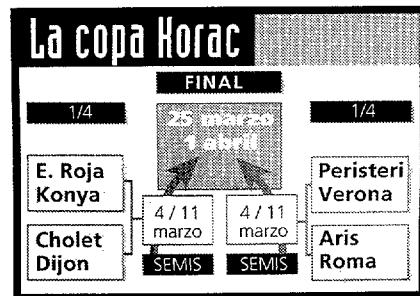 La copa Korac
FINAL
1/4
1/4
25 marzo
1 abril
E. Roja
Konya
Peristeri
Verona
4 / 11
marzo
4 / 11
marzo
Cholet
Dijon
Aris
Roma
SEMIS
SEMIS